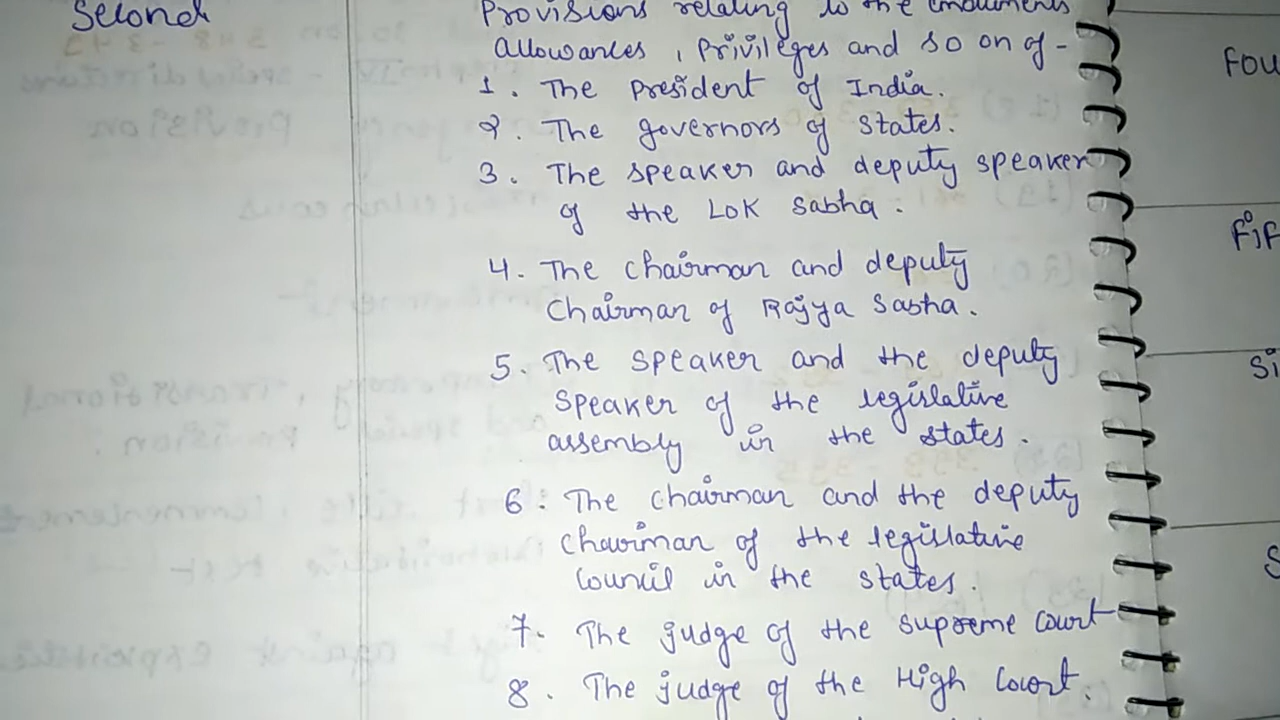 Second
Provisions relating to the emoluments
allowances, Privileges and so on of -
1. The President of India.
2. The governors of states.
3. The speaker and deputy speaker
of the Lok Sabha.
4. The Chairman and deputy
Chairman of Rajya Sabha.
5. The speaker and the deputy
speaker of the legislative
assembly in the states.
6. The chairman and the deputy
chairman of the legislative
council in the states.
7. The judge of the supreme court
8. The judge of the High Court.
Fou
Fif
Si
S